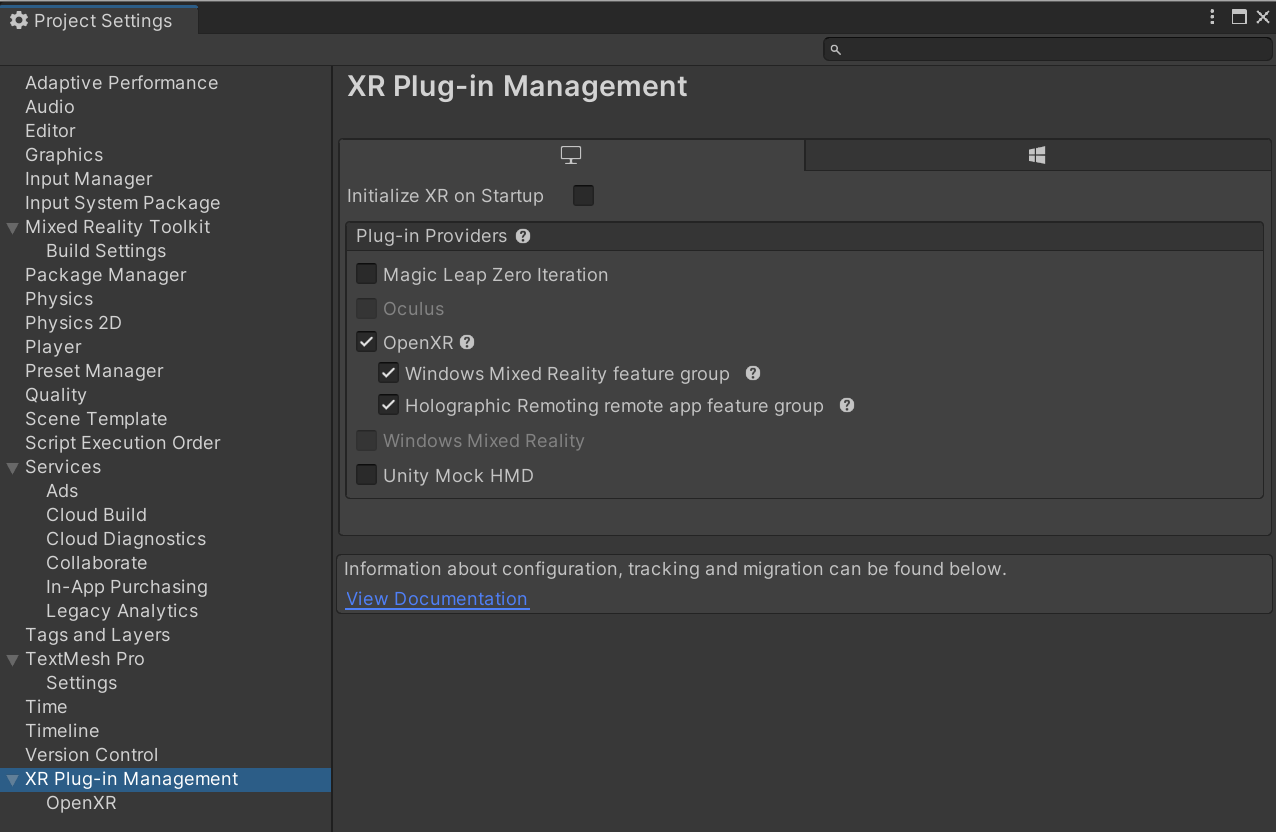 Project Settings
Adaptive Performance
Audio
Editor
Graphics
Input Manager
Input System Package
Mixed Reality Toolkit
Build Settings
Package Manager
Physics
Physics 2D
Player
Preset Manager
Quality
Scene Template
Script Execution Order
Services
Ads
Cloud Build
Cloud Diagnostics
Collaborate
In-App Purchasing
Legacy Analytics
Tags and Layers
TextMesh Pro
Settings
Time
Timeline
Version Control
XR Plug-in Management
OpenXR
XR Plug-in Management
Initialize XR on Startup
Plug-in Providers
Magic Leap Zero Iteration
Oculus
OpenXR
Windows Mixed Reality feature group
Holographic Remoting remote app feature group
Windows Mixed Reality
Unity Mock HMD
Information about configuration, tracking and migration can be found below.
View Documentation